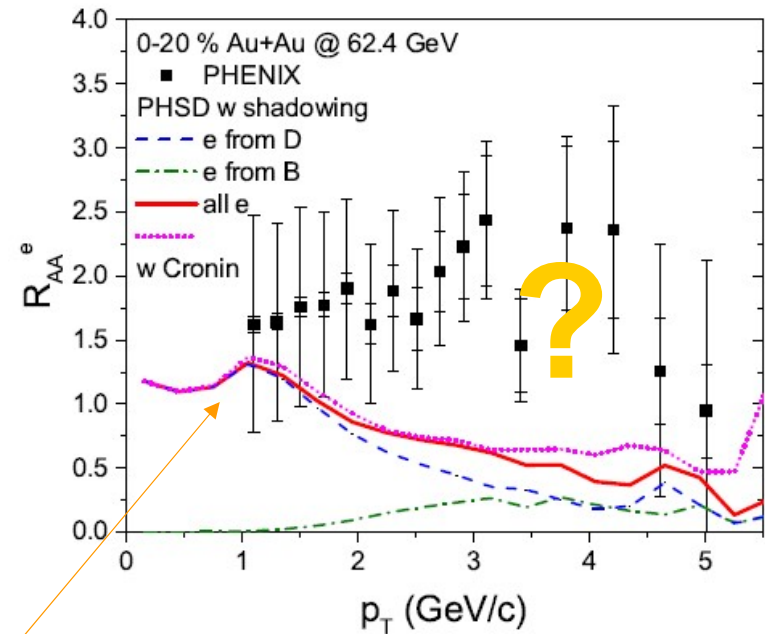 4.0
3.5
3.0
2.5
2.0
1.5
1.0
0.5
0.0
R_AA^e
0-20 % Au+Au @ 62.4 GeV
PHENIX
PHSD w shadowing
e from D
e from B
all e
w Cronin
?
0 1 2 3 4 5
p_T (GeV/c)